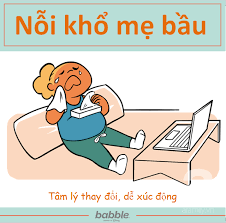 Nỗi khổ mẹ bầu
Tâm lý thay đổi, dễ xúc động
babble